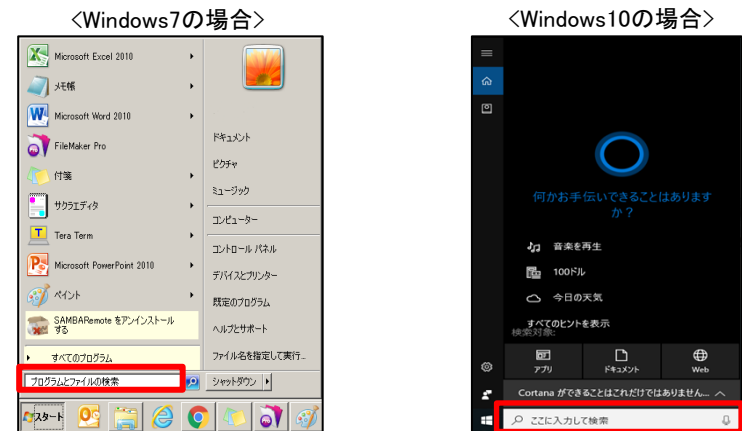 <Windows7の場合>
Microsoft Excel 2010
メモ帳
Microsoft Word 2010
FileMaker Pro
付箋
サクラエディタ
Tera Term
Microsoft PowerPoint 2010
ペイント
SAMBARemote をアンインストール
する
すべてのプログラム
プログラムとファイルの検索
ドキュメント
ピクチャ
ミュージック
コンピューター
コントロール パネル
デバイスとプリンター
既定のプログラム
ヘルプとサポート
ファイル名を指定して実行...
シャットダウン
スタート
<Windows10の場合>
何かお手伝いできることはあります
か？
音楽を再生
100ドル
今日の天気
すべてのヒントを表示
検索対象:
アプリ
ドキュメント
Web
Cortana ができることはこれだけではありません...
ここに入力して検索